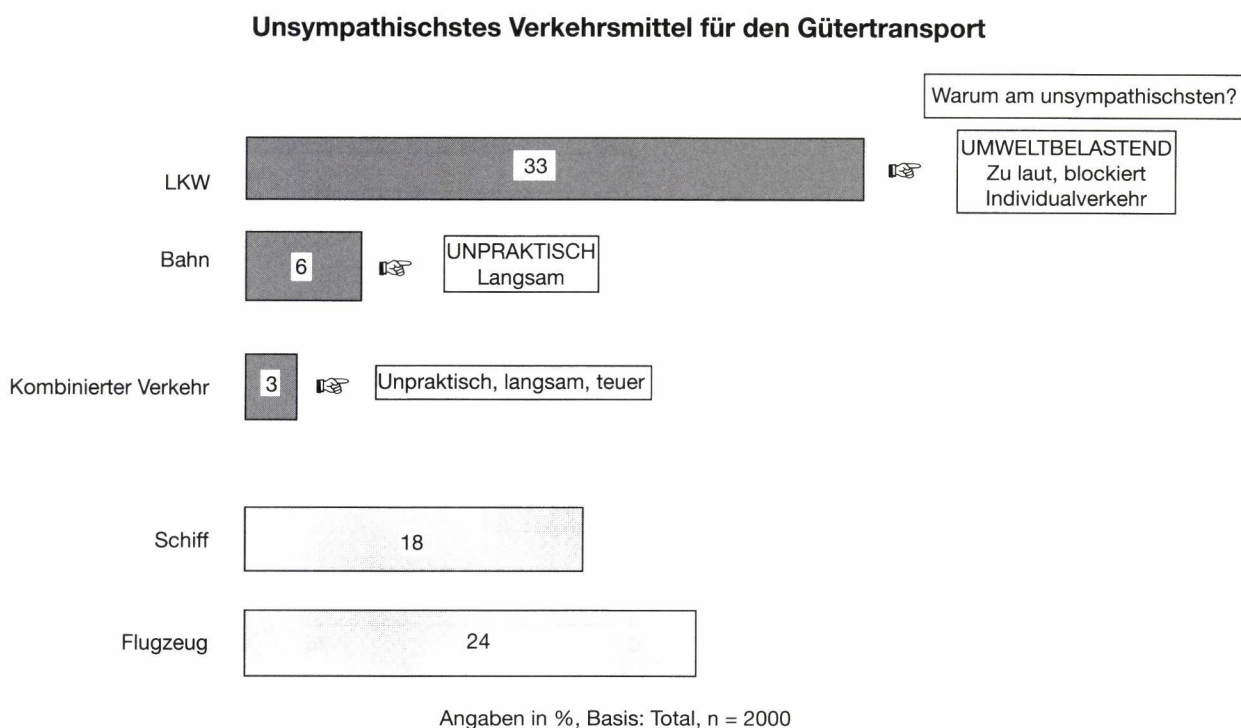 Unsympathischstes Verkehrsmittel für den Gütertransport
Warum am unsympathischsten?
LKW
33
UMWELTBELASTEND
Zu laut, blockiert
Individualverkehr
Bahn
6
UNPRAKTISCH
Langsam
Kombinierter Verkehr
3
Unpraktisch, langsam, teuer
Schiff
18
Flugzeug
24
Angaben in %, Basis: Total, n = 2000